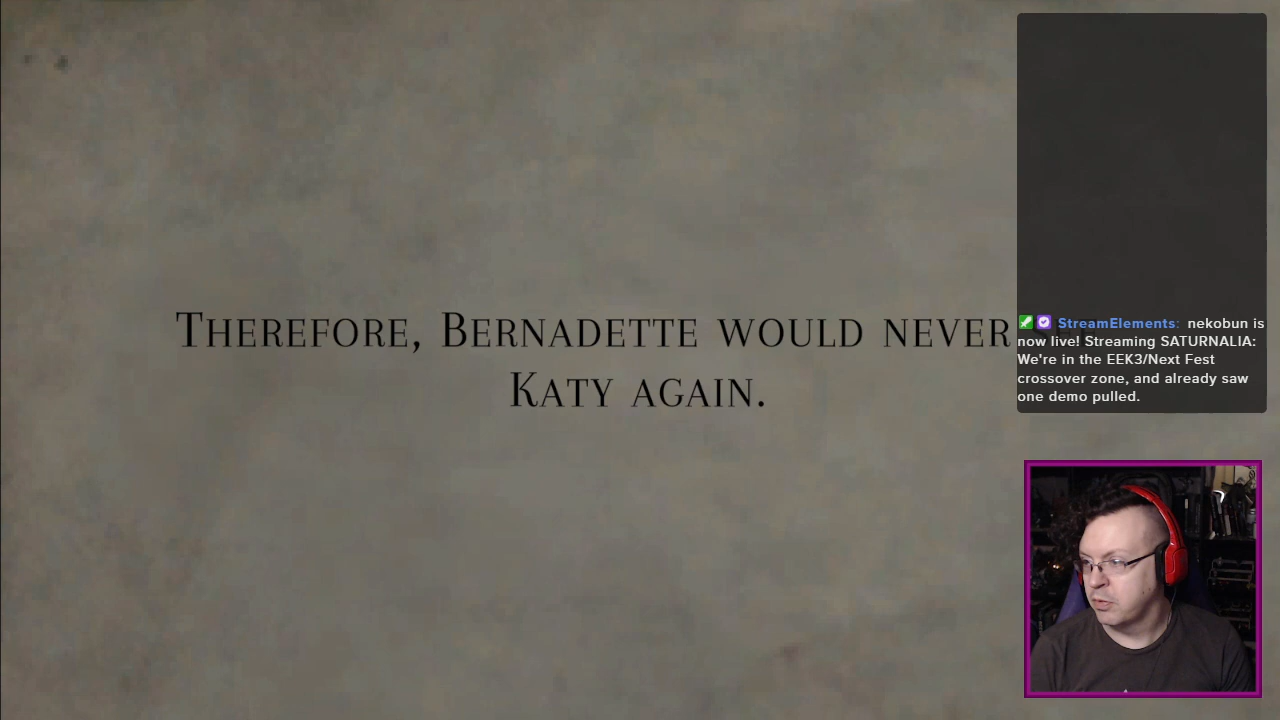 Therefore, Bernadette would never
Katy again.
StreamElements: nekobun is
now live! Streaming SATURNALIA:
We're in the EEK3/Next Fest
crossover zone, and already saw
one demo pulled.